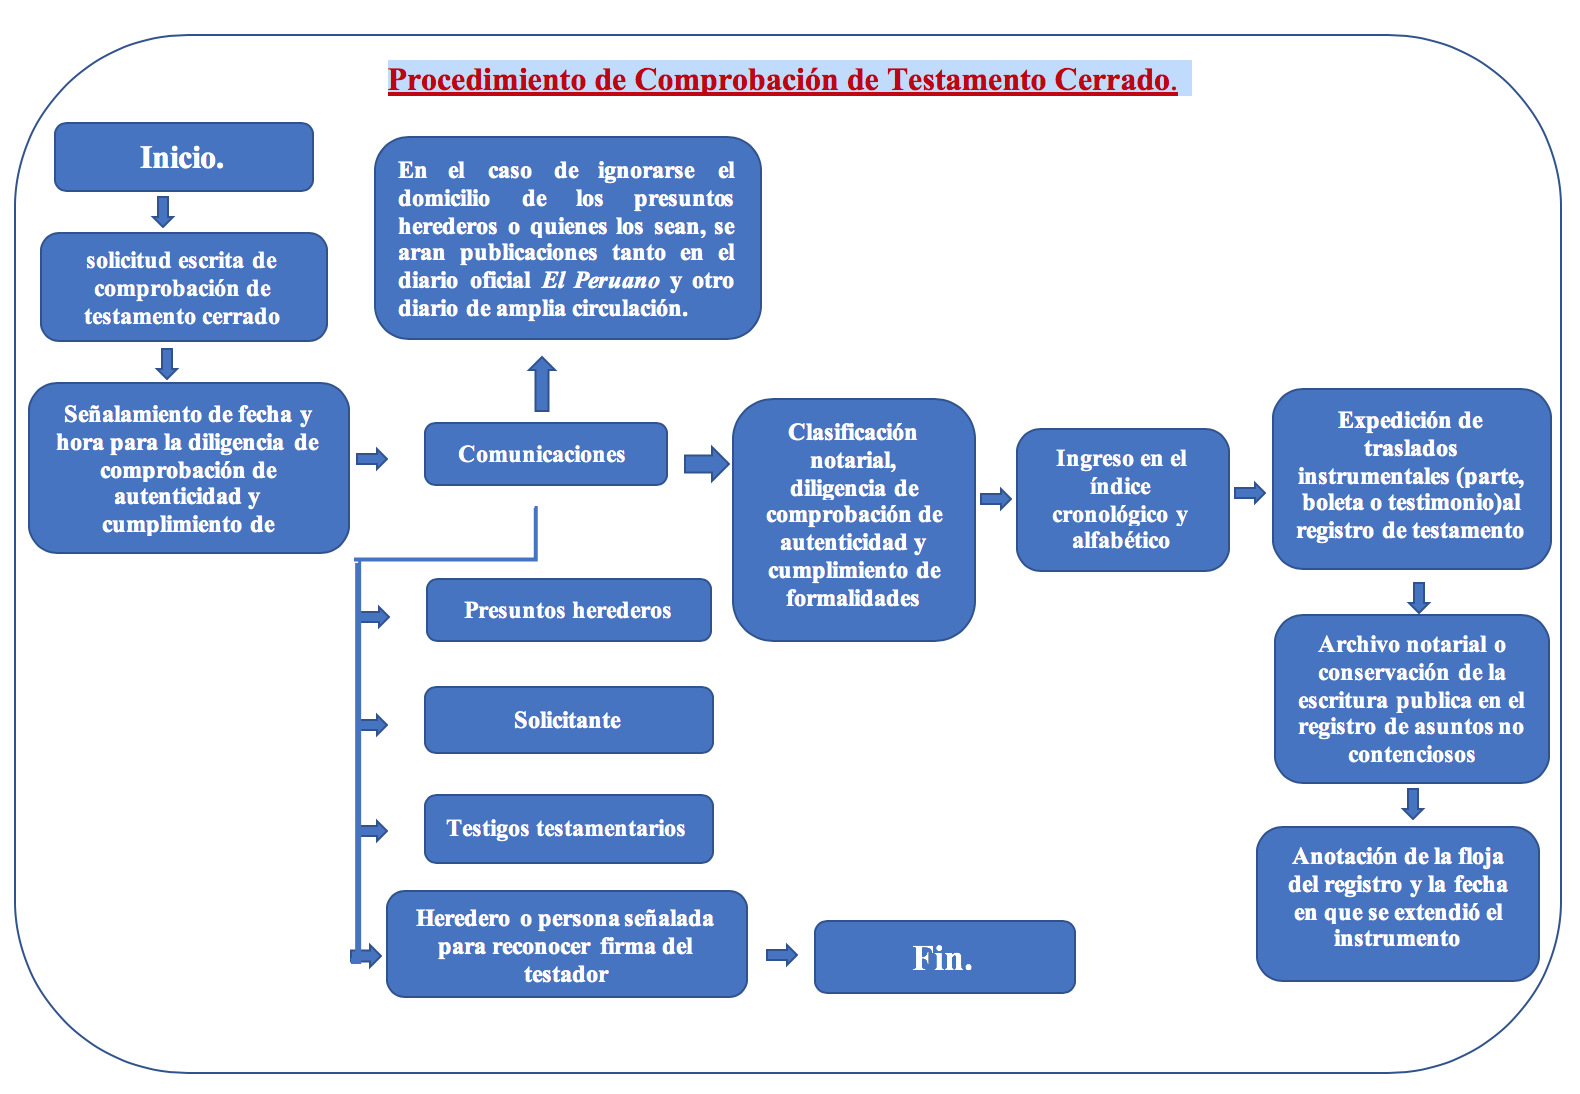 Procedimiento de Comprobación de Testamento Cerrado.
Inicio.
solicitud escrita de
comprobación de
testamento cerrado
Señalamiento de fecha y
hora para la diligencia de
comprobación de
autenticidad y
cumplimiento de
En el caso de ignorarse el
domicilio de los presuntos
herederos o quienes los sean, se
aran publicaciones tanto en el
diario oficial El Peruano y otro
diario de amplia circulación.
Comunicaciones
Presuntos herederos
Solicitante
Testigos testamentarios
Heredero o persona señalada
para reconocer firma del
testador
Fin.
Clasificación
notarial,
diligencia de
comprobación de
autenticidad y
cumplimiento de
formalidades
Ingreso en el
índice
cronológico y
alfabético
Expedición de
traslados
instrumentales (parte,
boleta o testimonio)al
registro de testamento
Archivo notarial o
conservación de la
escritura publica en el
registro de asuntos no
contenciosos
Anotación de la floja
del registro y la fecha
en que se extendió el
instrumento